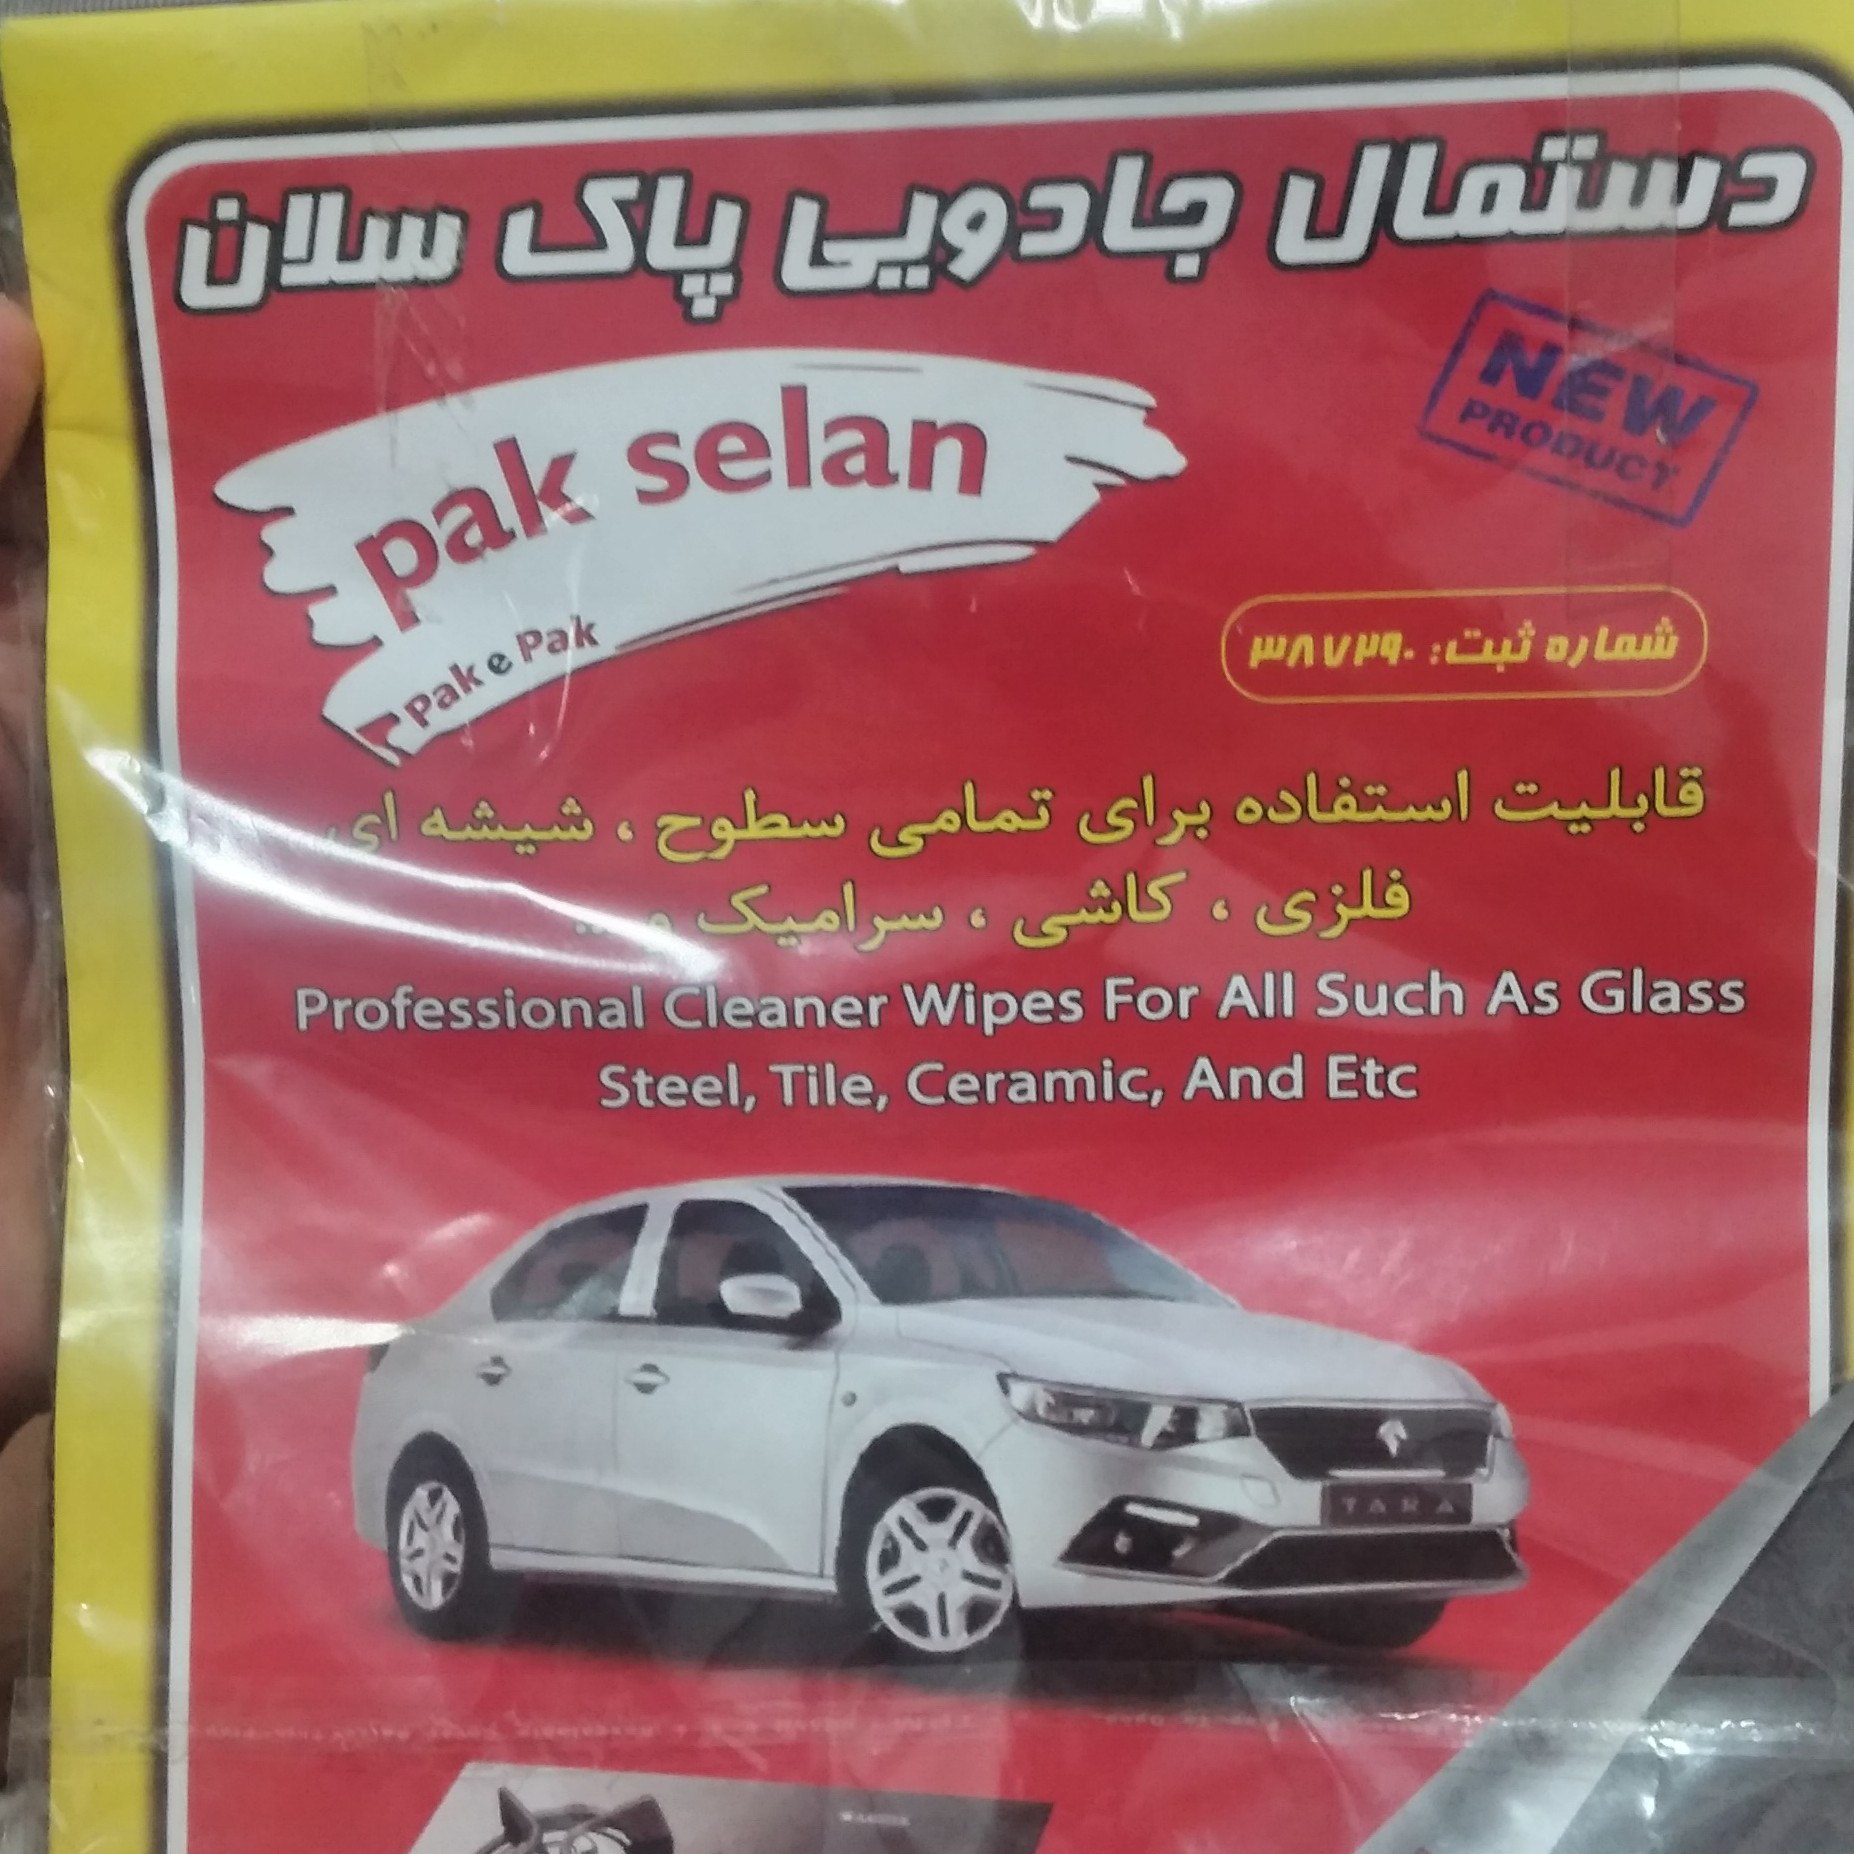 دستمال جادویی پاک سلان
pak selan
Pak e Pak
NEW
PRODUCT
شماره ثبت: ۳۸۷۲۹۰
قابلیت استفاده برای تمامی سطوح ، شیشه ای
فلزی ، کاشی ، سرامیک و ...
Professional Cleaner Wipes For All Such As Glass
Steel, Tile, Ceramic, And Etc
TARA